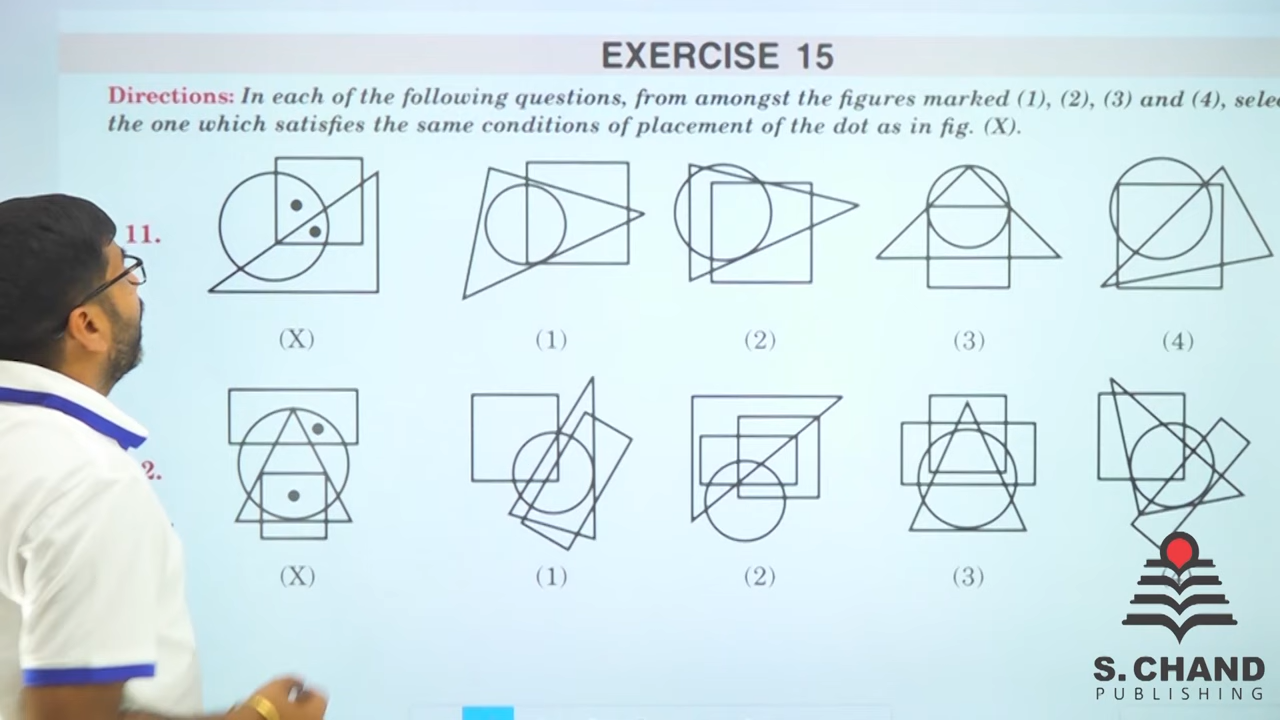 EXERCISE 15
Directions: In each of the following questions, from amongst the figures marked (1), (2), (3) and (4),
the one which satisfies the same conditions of placement of the dot as in fig. (X).
11.
(X) (1) (2) (3) (4)
2.
(X) (1) (2) (3)
S. CHAND
PUBLISHING